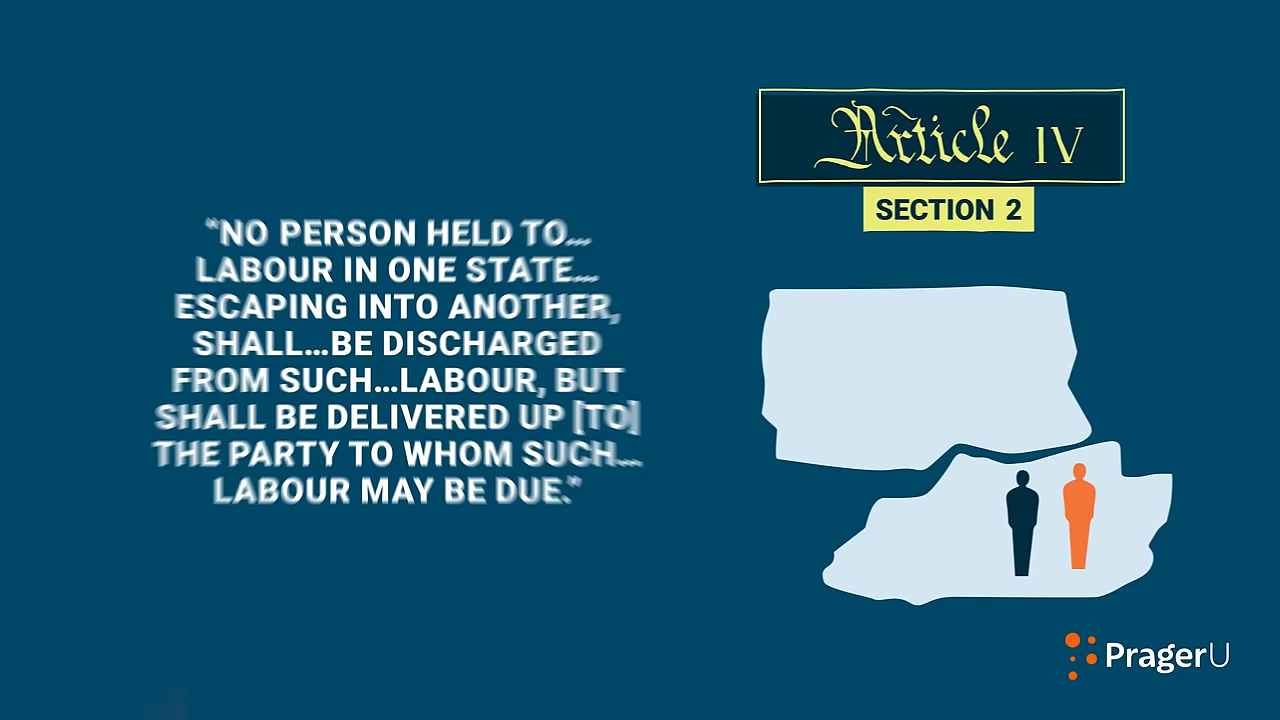 "NO PERSON HELD TO...
LABOUR IN ONE STATE...
ESCAPING INTO ANOTHER,
SHALL...BE DISCHARGED
FROM SUCH...LABOUR, BUT
SHALL BE DELIVERED UP [TO]
THE PARTY TO WHOM SUCH...
LABOUR MAY BE DUE."
Article IV
SECTION 2
PragerU